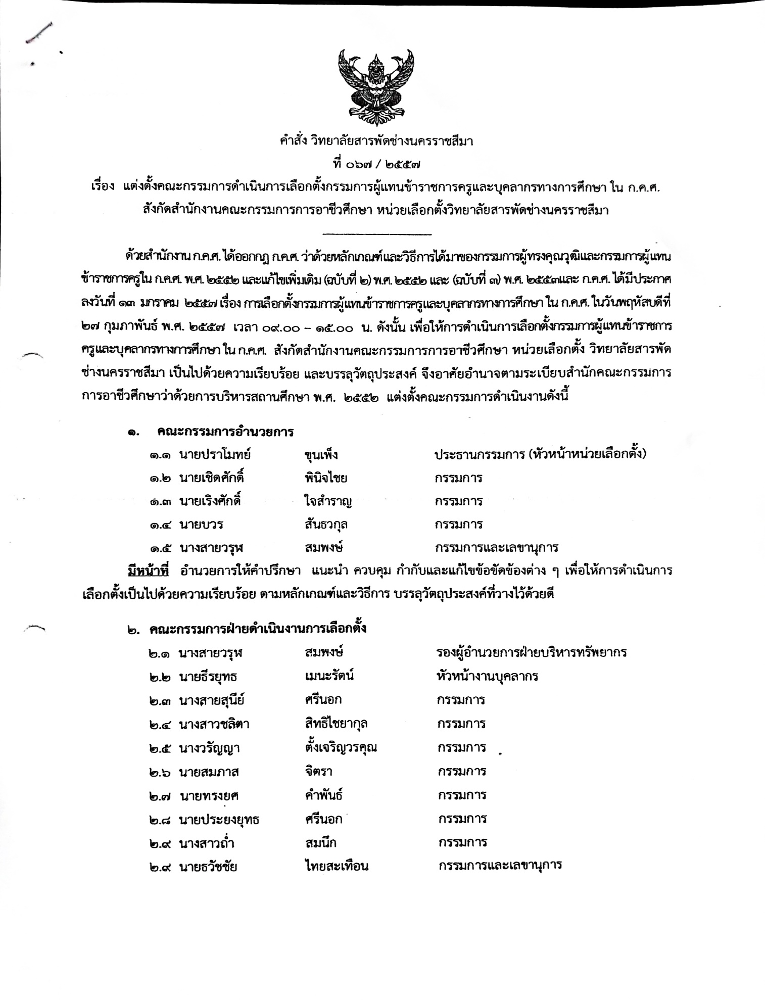 คำสั่ง วิทยาลัยสารพัดช่างนครราชสีมา
ที่ ๐๖๗ / ๒๕๕๗
เรื่อง แต่งตั้งคณะกรรมการดำเนินการเลือกตั้งกรรมการผู้แทนข้าราชการครูและบุคลากรทางการศึกษา ใน ก.ค.ศ.
สังกัดสำนักงานคณะกรรมการการอาชีวศึกษา หน่วยเลือกตั้งวิทยาลัยสารพัดช่างนครราชสีมา
ด้วยสำนักงาน ก.ค.ศ. ได้ออกกฎ ก.ค.ศ. ว่าด้วยหลักเกณฑ์และวิธีการได้มาของกรรมการผู้ทรงคุณวุฒิและกรรมการผู้แทน
ข้าราชการครูใน ก.ค.ศ. พ.ศ. ๒๕๕๒ และแก้ไขเพิ่มเติม (ฉบับที่ ๒) พ.ศ. ๒๕๕๒ และ (ฉบับที่ ๓) พ.ศ. ๒๕๕๓และ ก.ค.ศ. ได้มีประกาศ
ลงวันที่ ๑๓ มกราคม ๒๕๕๗ เรื่อง การเลือกตั้งกรรมการผู้แทนข้าราชการครูและบุคลากรทางการศึกษา ใน ก.ค.ศ. ในวันพฤหัสบดีที่
๒๗ กุมภาพันธ์ พ.ศ. ๒๕๕๗ เวลา ๐๙.๐๐ – ๑๕.๐๐ น. ดังนั้น เพื่อให้การดำเนินการเลือกตั้งกรรมการผู้แทนข้าราชการ
ครูและบุคลากรทางการศึกษา ใน ก.ค.ศ. สังกัดสำนักงานคณะกรรมการการอาชีวศึกษา หน่วยเลือกตั้ง วิทยาลัยสารพัด
ช่างนครราชสีมา เป็นไปด้วยความเรียบร้อย และบรรลุวัตถุประสงค์ จึงอาศัยอำนาจตามระเบียบสำนักคณะกรรมการ
การอาชีวศึกษาว่าด้วยการบริหารสถานศึกษา พ.ศ. ๒๕๕๒ แต่งตั้งคณะกรรมการดำเนินงานดังนี้
๑. คณะกรรมการอำนวยการ
๑.๑ นายปราโมทย์ ขุนเพ็ง ประธานกรรมการ (หัวหน้าหน่วยเลือกตั้ง)
๑.๒ นายเชิดศักดิ์ พินิจไชย กรรมการ
๑.๓ นายเริงศักดิ์ ใจสำราญ กรรมการ
๑.๔ นายบวร สันธวกุล กรรมการ
๑.๕ นางสายวรุฬ สมพงษ์ กรรมการและเลขานุการ
มีหน้าที่ อำนวยการให้คำปรึกษา แนะนำ ควบคุม กำกับและแก้ไขข้อขัดข้องต่าง ๆ เพื่อให้การดำเนินการ
เลือกตั้งเป็นไปด้วยความเรียบร้อย ตามหลักเกณฑ์และวิธีการ บรรลุวัตถุประสงค์ที่วางไว้ด้วยดี
๒. คณะกรรมการฝ่ายดำเนินงานการเลือกตั้ง
๒.๑ นางสายวรุฬ สมพงษ์ รองผู้อำนวยการฝ่ายบริหารทรัพยากร
๒.๒ นายธีรยุทธ เมนะรัตน์ หัวหน้างานบุคลากร
๒.๓ นางสายสุนีย์ ศรีนอก กรรมการ
๒.๔ นางสาวชลิตา สิทธิไชยากุล กรรมการ
๒.๕ นางวรัญญา ตั้งเจริญวรคุณ กรรมการ
๒.๖ นายสมภาส จิตรา กรรมการ
๒.๗ นายทรงยศ คำพันธ์ กรรมการ
๒.๘ นายประยงยุทธ ศรีนอก กรรมการ
๒.๙ นางสาวถ่ำ สมนึก กรรมการ
๒.๙ นายธวัชชัย ไทยสะเทือน กรรมการและเลขานุการ